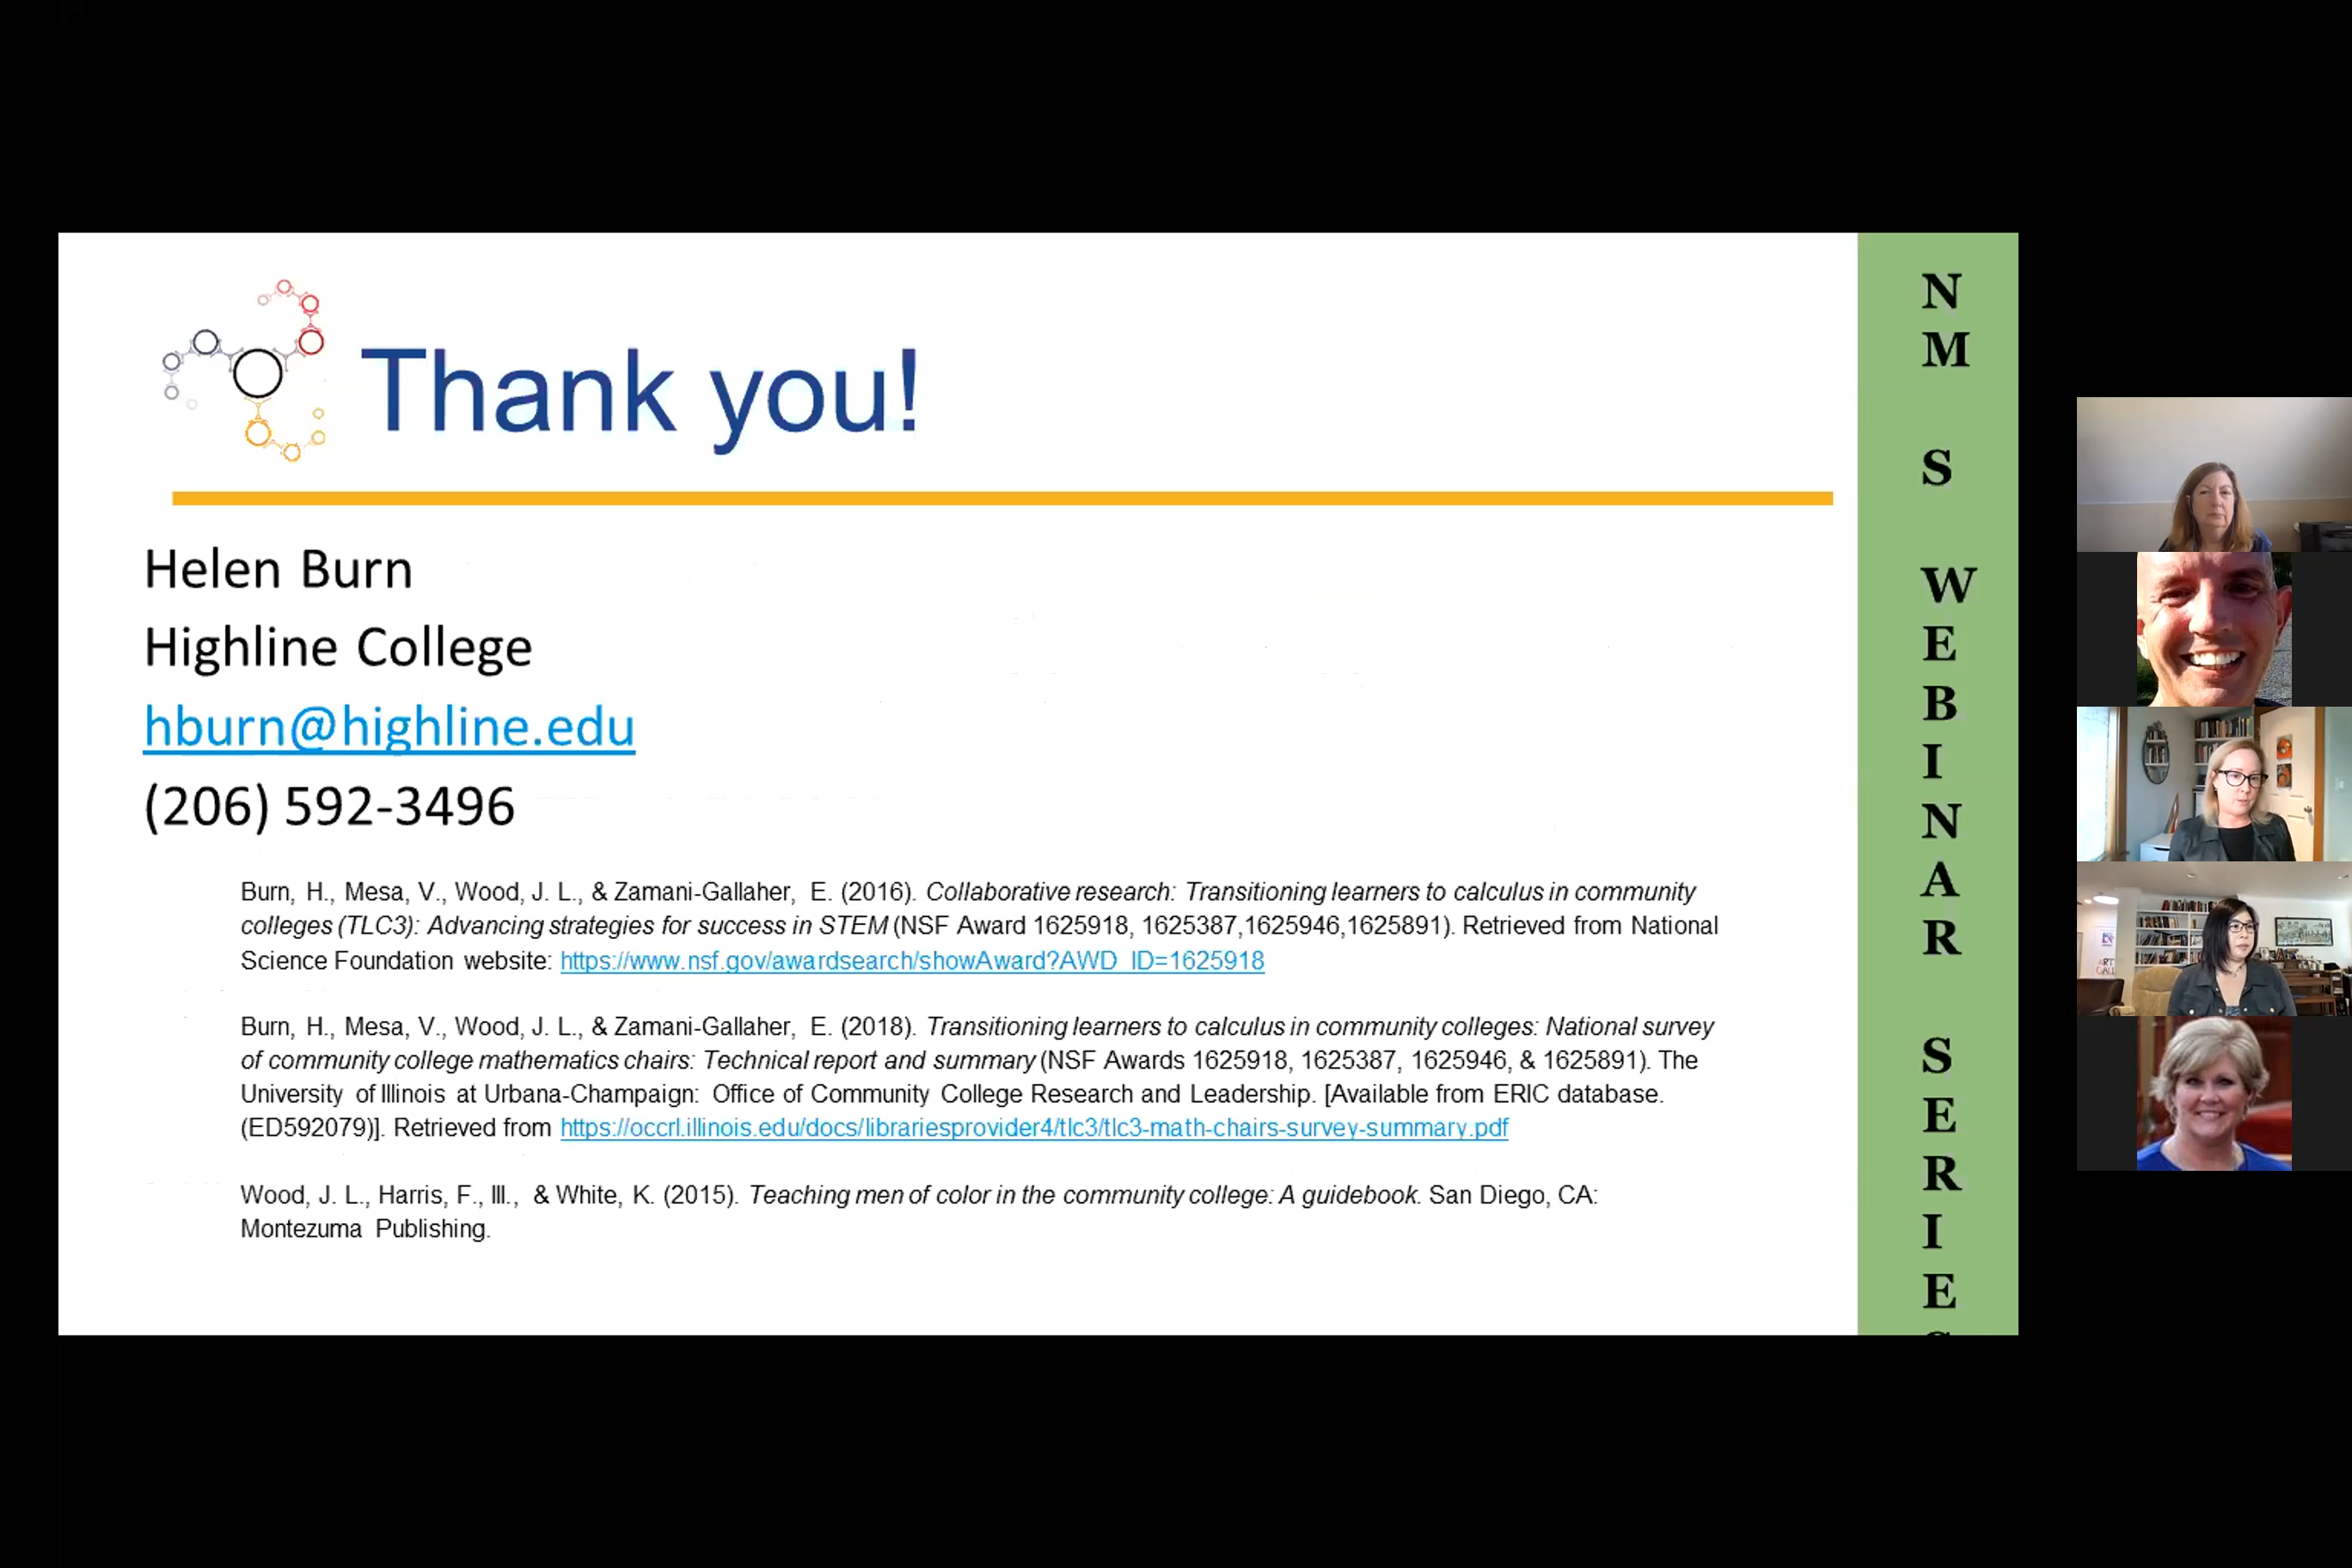 Thank you!
Helen Burn
Highline College
hburn@highline.edu
(206) 592-3496
Burn, H., Mesa, V., Wood, J. L., & Zamani-Gallaher, E. (2016). Collaborative research: Transitioning learners to calculus in community
colleges (TLC3): Advancing strategies for success in STEM (NSF Award 1625918, 1625387,1625946,1625891). Retrieved from National
Science Foundation website: https://www.nsf.gov/awardsearch/showAward?AWD_ID=1625918
Burn, H., Mesa, V., Wood, J. L., & Zamani-Gallaher, E. (2018). Transitioning learners to calculus in community colleges: National survey
of community college mathematics chairs: Technical report and summary (NSF Awards 1625918, 1625387, 1625946, & 1625891). The
University of Illinois at Urbana-Champaign: Office of Community College Research and Leadership. [Available from ERIC database.
(ED592079)]. Retrieved from https://occrl.illinois.edu/docs/librariesprovider4/tlc3/tlc3-math-chairs-survey-summary.pdf
Wood, J. L., Harris, F., III., & White, K. (2015). Teaching men of color in the community college: A guidebook. San Diego, CA:
Montezuma Publishing.
NM S WEBINAR SERIES